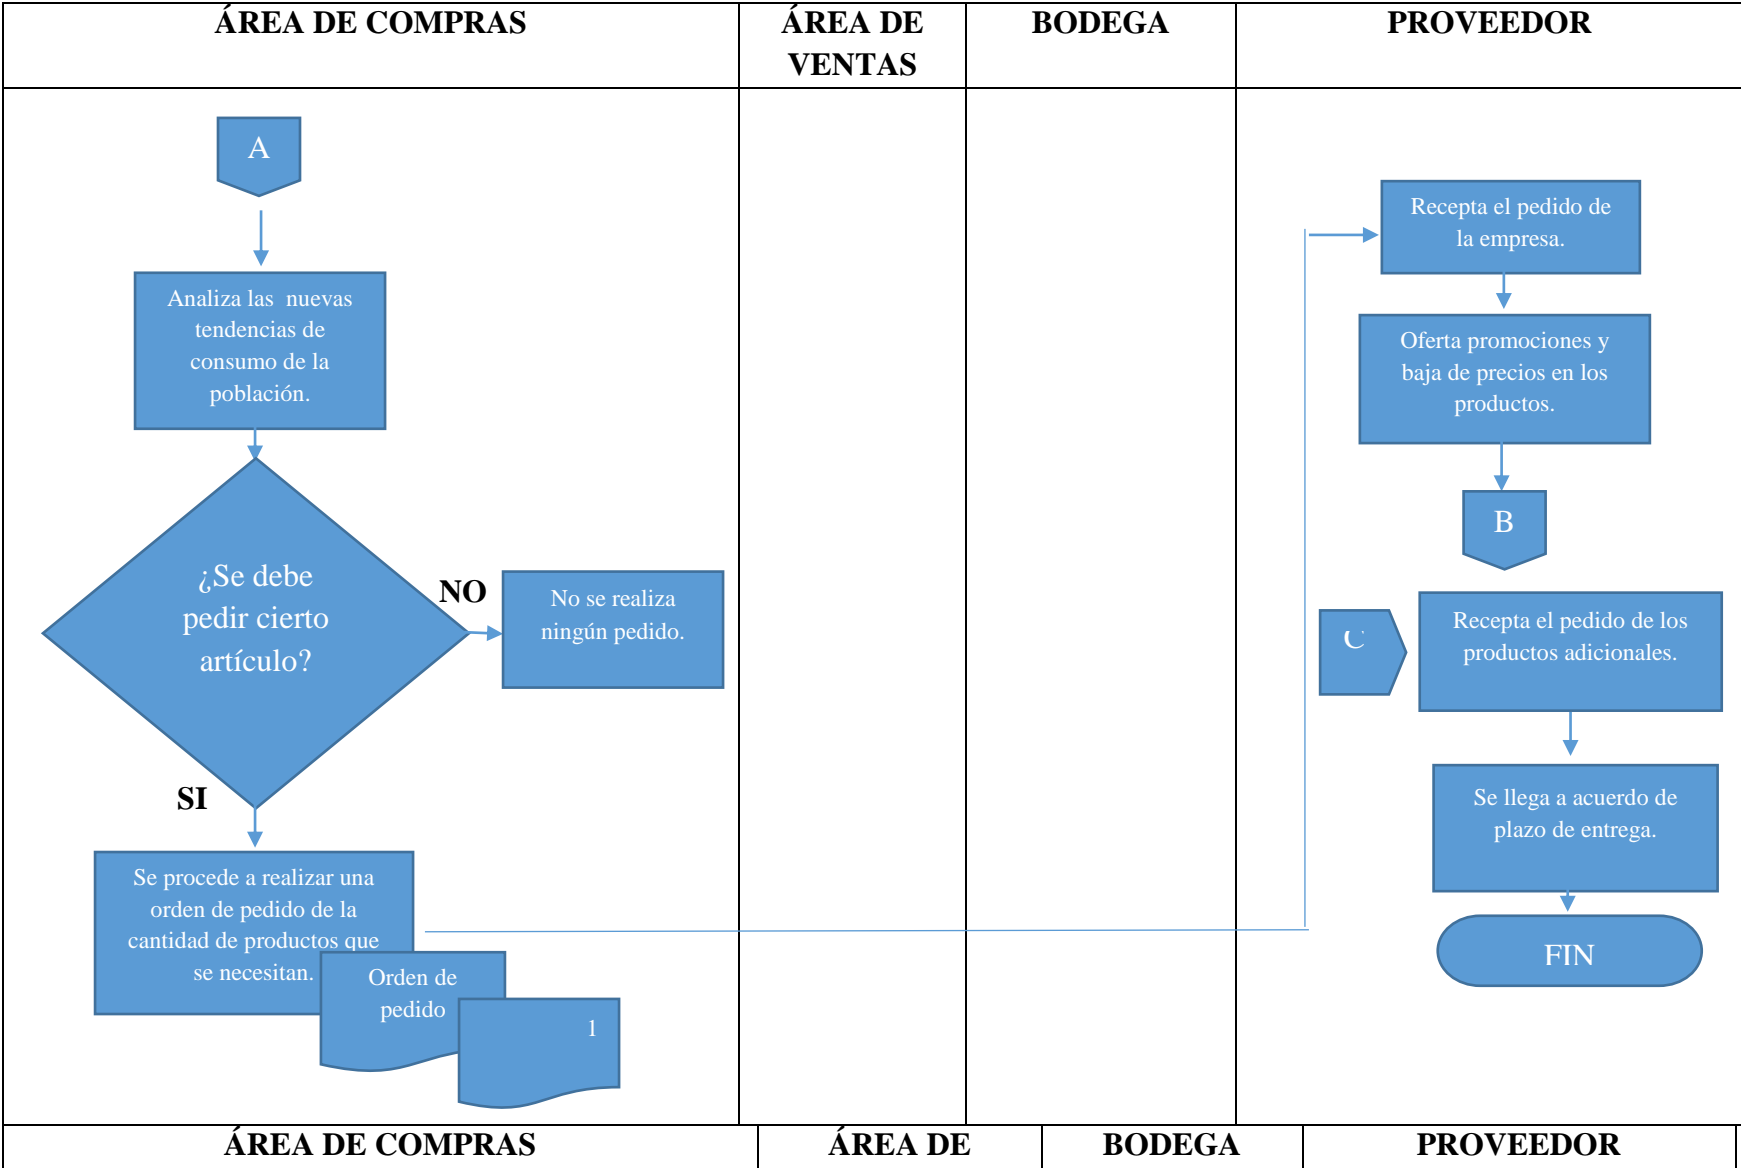 ÁREA DE COMPRAS
ÁREA DE
VENTAS
BODEGA
PROVEEDOR
A
Analiza las  nuevas
tendencias de
consumo de la
población.
¿Se debe
pedir cierto
artículo?
NO
No se realiza
ningún pedido.
SI
Se procede a realizar una
orden de pedido de la
cantidad de productos que
se necesitan.
Orden de
pedido
1
Recepta el pedido de
la empresa.
Oferta promociones y
baja de precios en los
productos.
B
C
Recepta el pedido de los
productos adicionales.
Se llega a acuerdo de
plazo de entrega.
FIN
ÁREA DE COMPRAS
ÁREA DE
BODEGA
PROVEEDOR